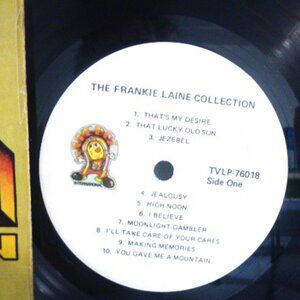 THE FRANKIE LAINE COLLECTION
1. THAT'S MY DESIRE
2. THAT LUCKY OLD SUN
3. JEZEBEL
TVLP-76018
Side One
INTERNATIONAL
4. JEALOUSY
5. HIGH NOON
6. I BELIEVE
7. MOONLIGHT GAMBLER
8. I'LL TAKE CARE OF YOUR CARES
9. MAKING MEMORIES
10. YOU GAVE ME A MOUNTAIN